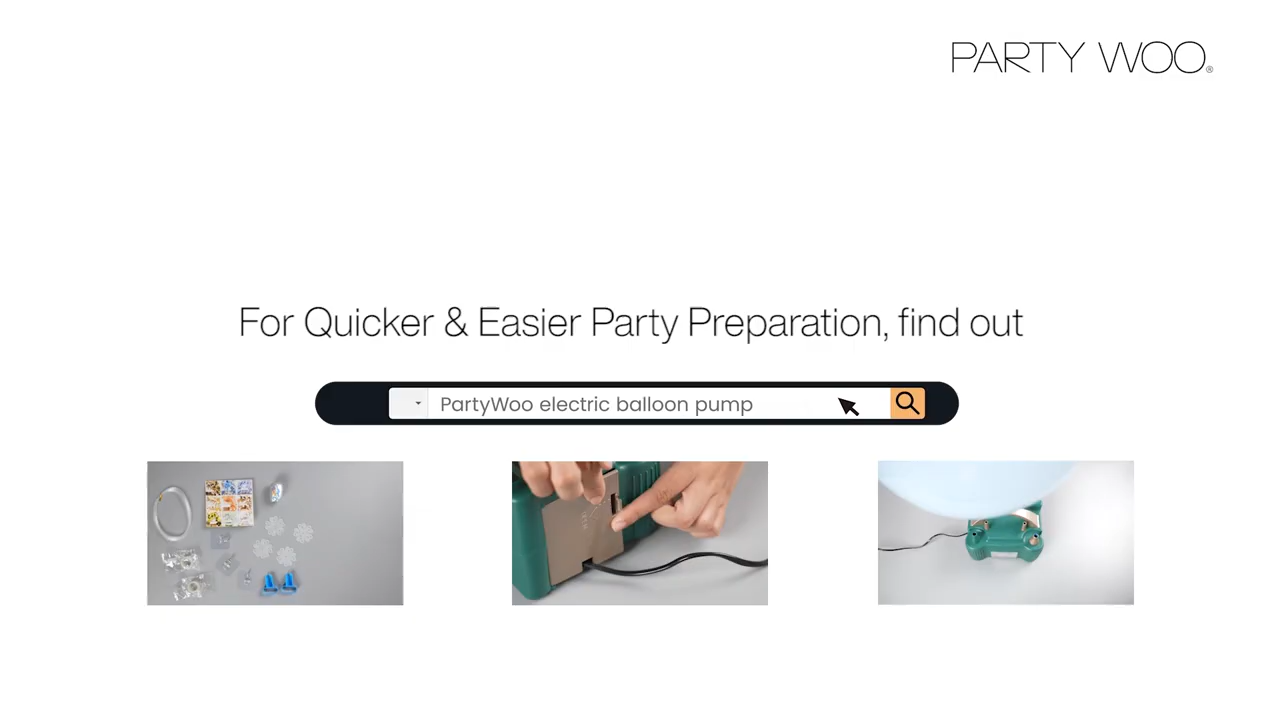 PARTY WOO®
For Quicker & Easier Party Preparation, find out
PartyWoo electric balloon pump